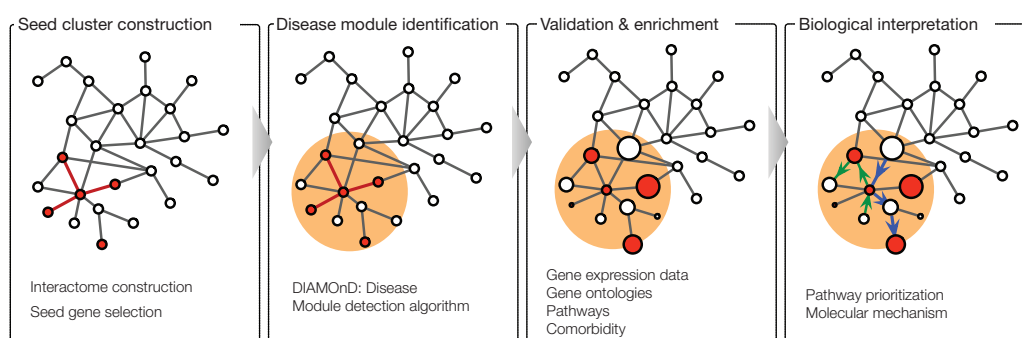 Seed cluster construction
Interactome construction
Seed gene selection
Disease module identification
DIAMOnD: Disease
Module detection algorithm
Validation & enrichment
Gene expression data
Gene ontologies
Pathways
Comorbidity
Biological interpretation
Pathway prioritization
Molecular mechanism